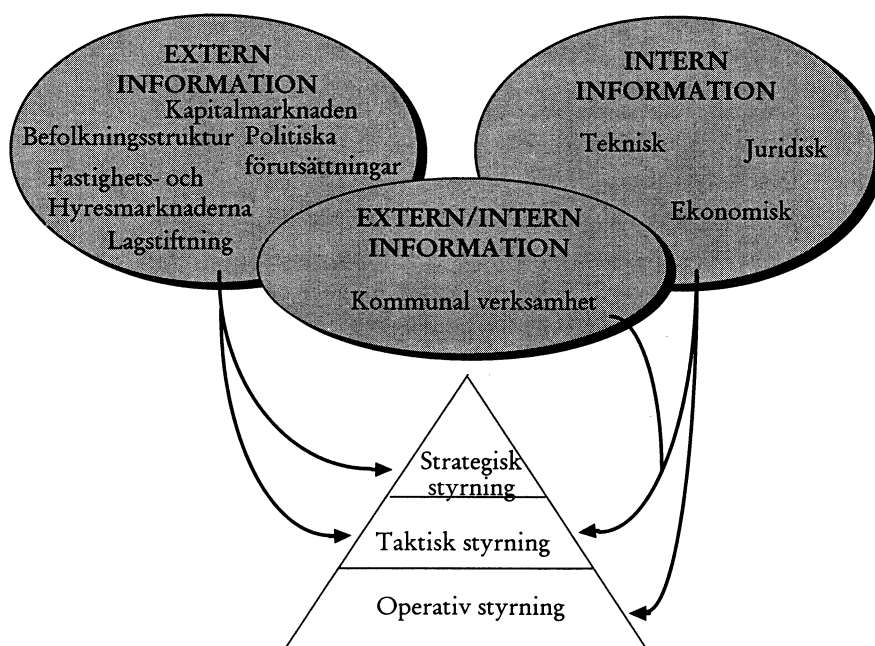 EXTERN
INFORMATION
Kapitalmarknaden
Befolkningsstruktur
Politiska
förutsättningar
Fastighets- och
Hyresmarknaderna
Lagstiftning
INTERN
INFORMATION
Teknisk
Juridisk
Ekonomisk
EXTERN/INTERN
INFORMATION
Kommunal verksamhet
Strategisk
styrning
Taktisk styrning
Operativ styrning